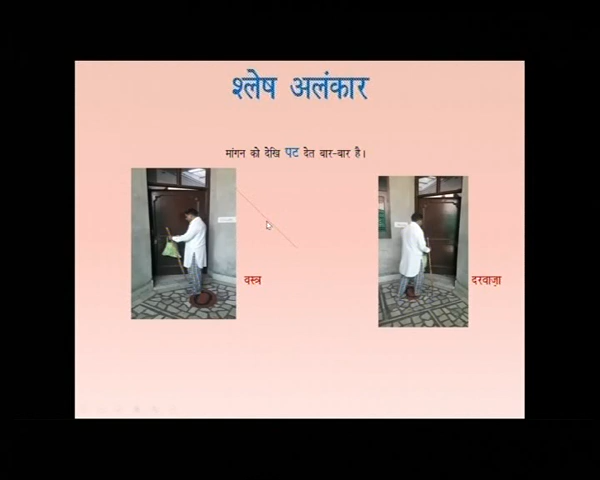 श्लेष अलंकार
मांगन को देखि पट देत बार-बार है।
वस्त्र
दरवाज़ा